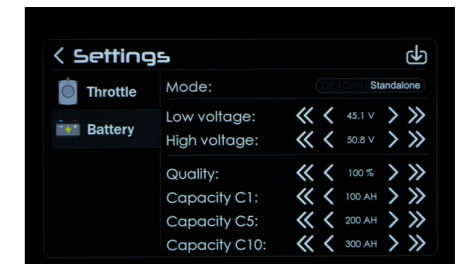 Settings
Throttle
Battery
Mode: Standalone
Low voltage: 45.1 V
High voltage: 50.8 V
Quality: 100 %
Capacity C1: 100 AH
Capacity C5: 200 AH
Capacity C10: 300 AH